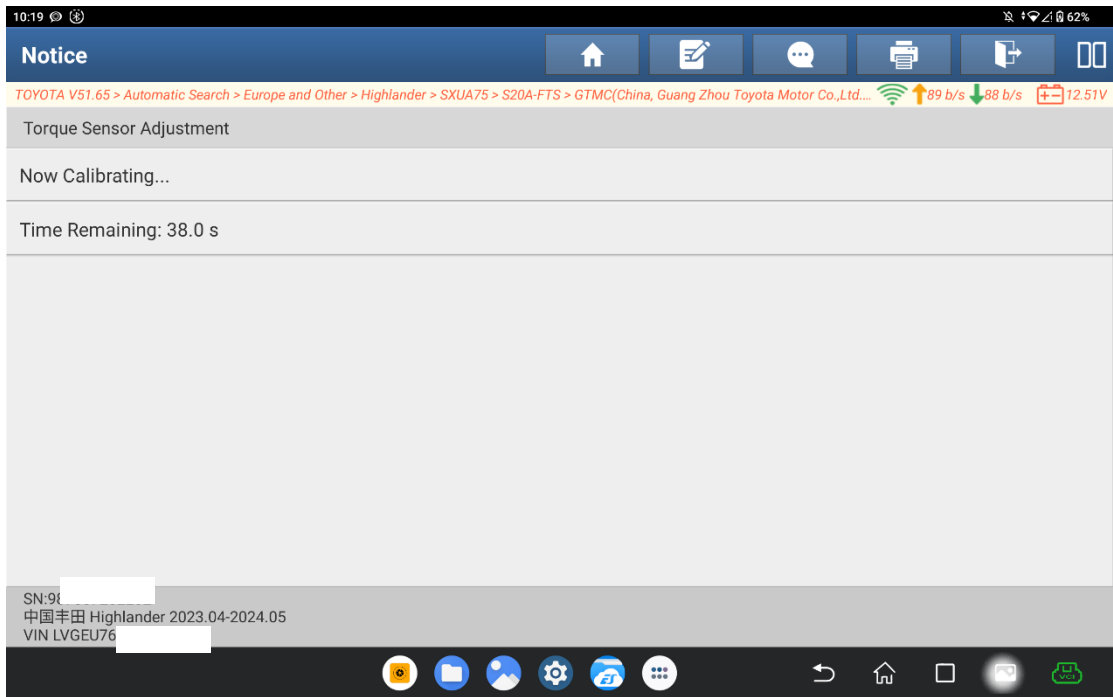 10:19
62%
Notice
TOYOTA V51.65 > Automatic Search > Europe and Other > Highlander > SXUA75 > S20A-FTS > GTMC(China, Guang Zhou Toyota Motor Co.,Ltd.... 89 b/s 88 b/s 12.51V
Torque Sensor Adjustment
Now Calibrating...
Time Remaining: 38.0 s
SN:98
中国丰田 Highlander 2023.04-2024.05
VIN LVGEU76
ES
VCI